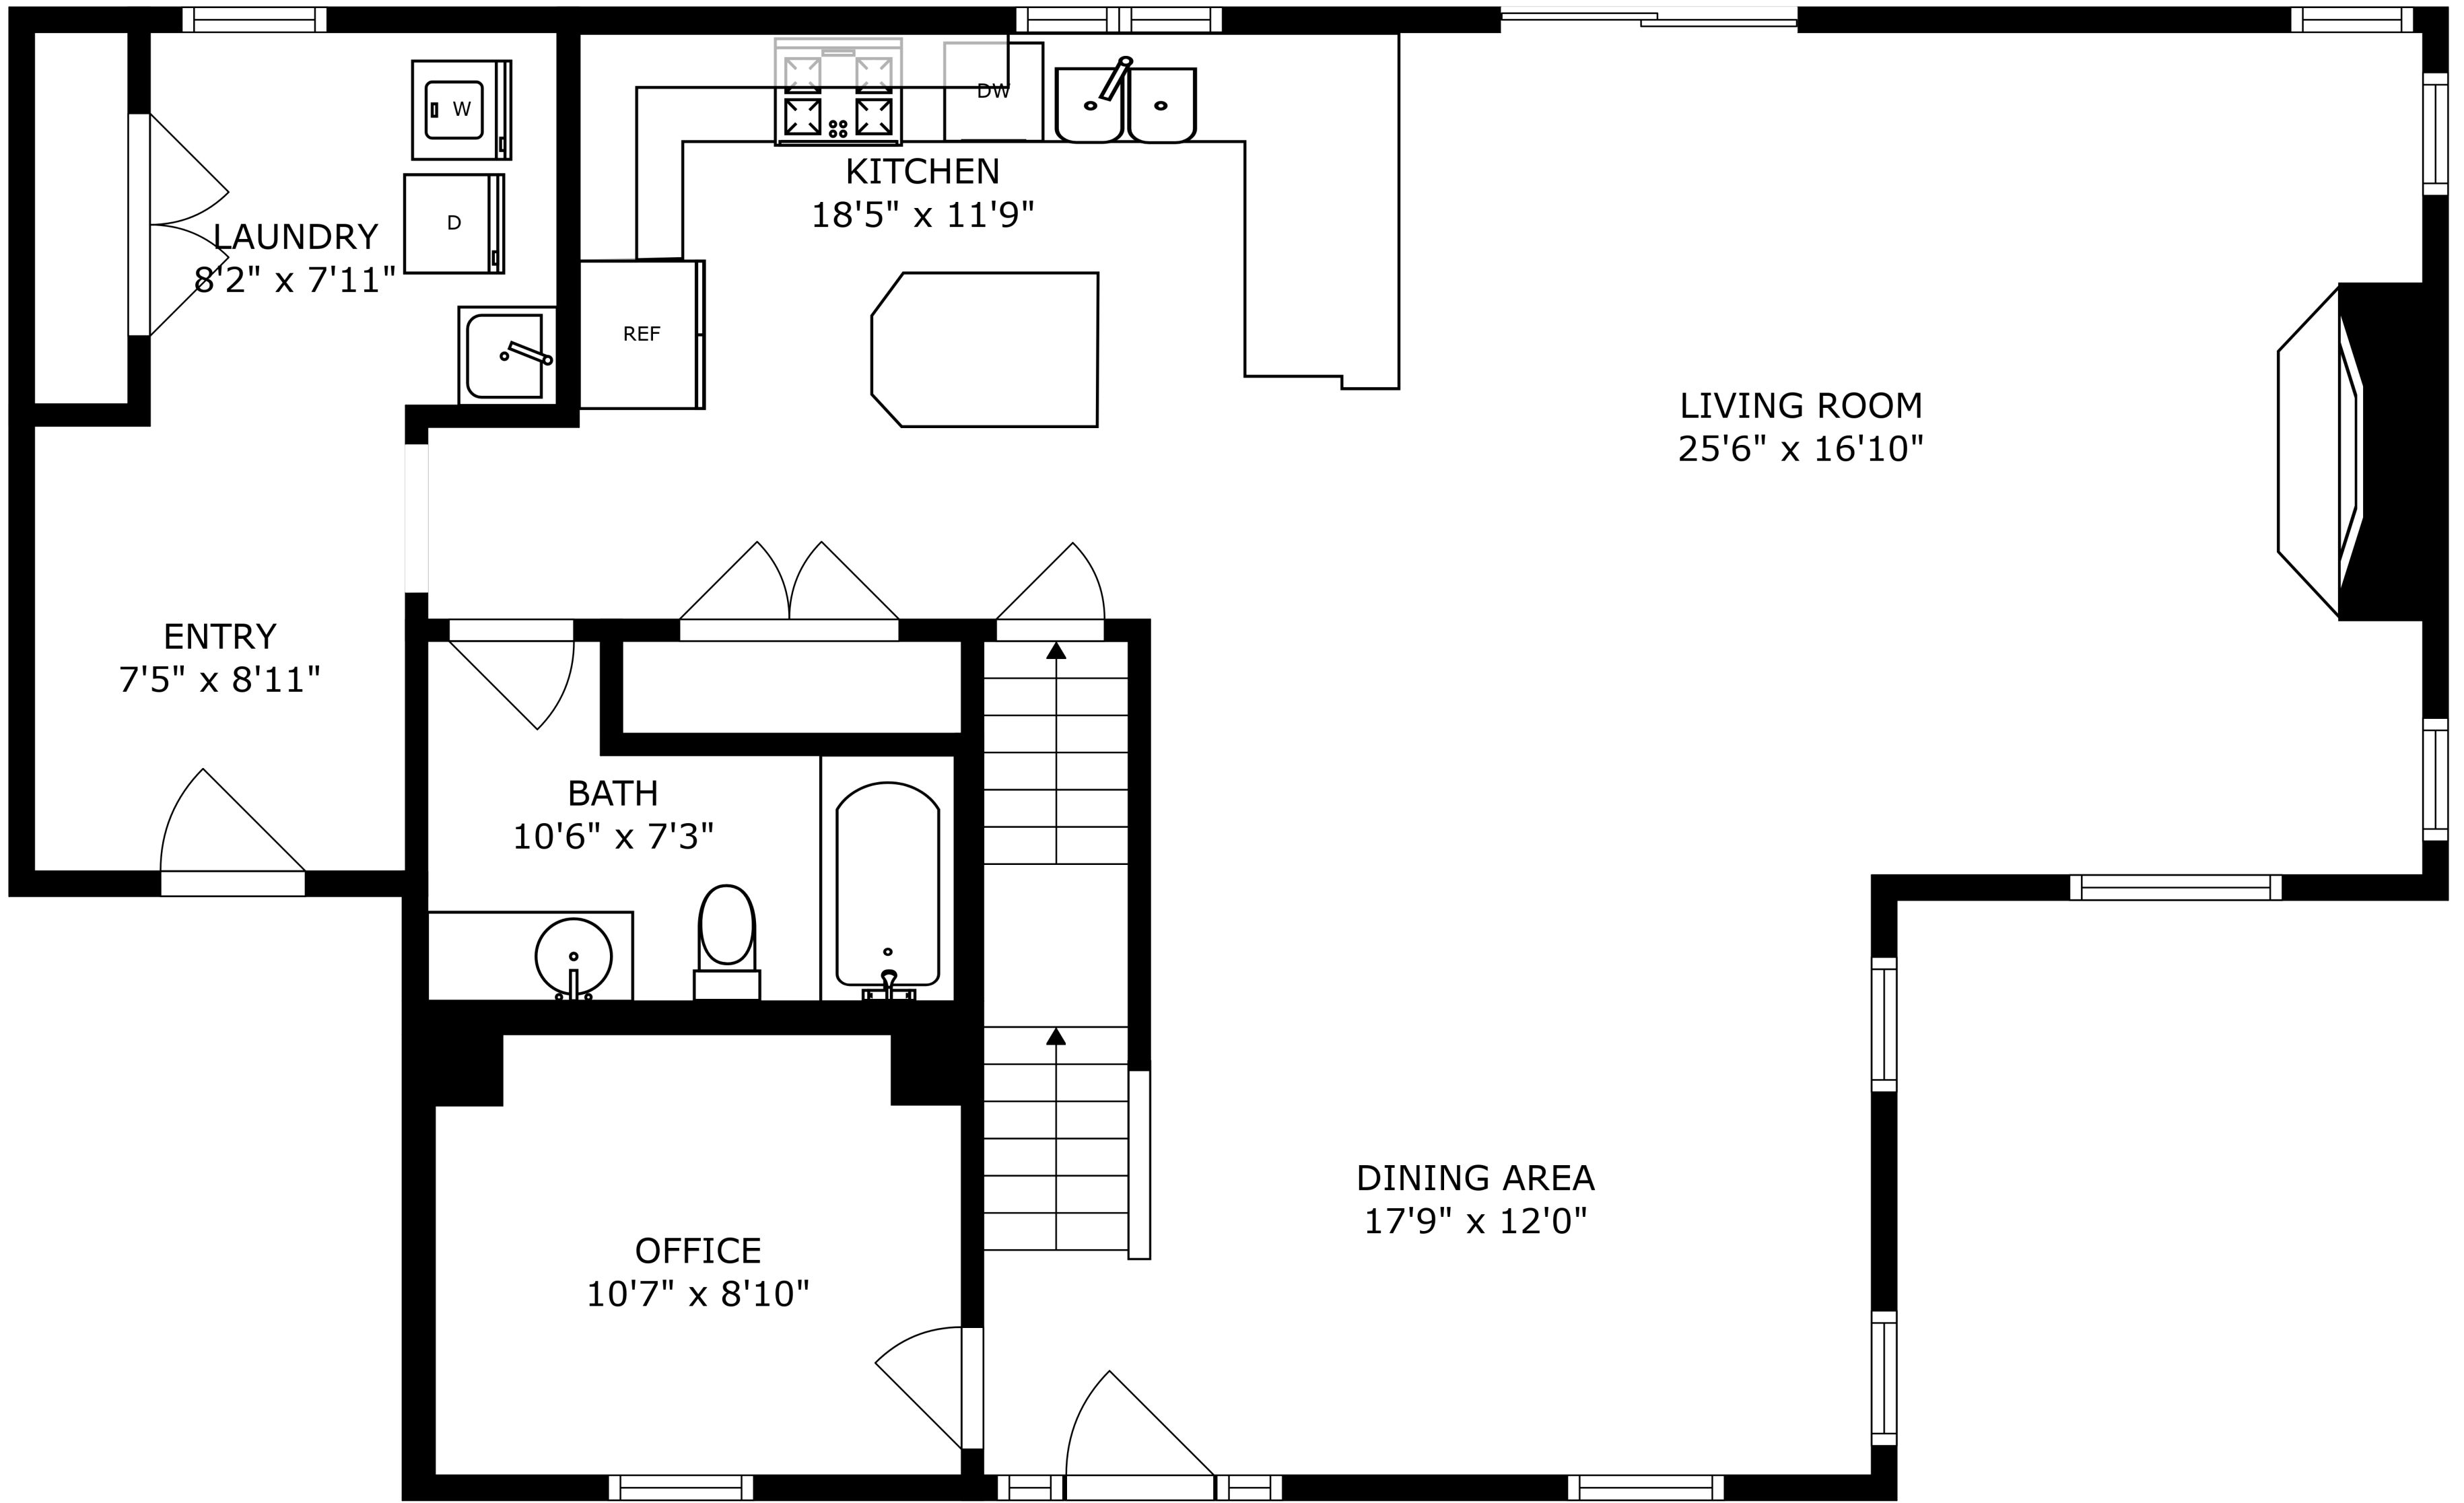 W
DW
KITCHEN
18'5" x 11'9"
D
LAUNDRY
8'2" x 7'11"
REF
LIVING ROOM
25'6" x 16'10"
ENTRY
7'5" x 8'11"
BATH
10'6" x 7'3"
DINING AREA
17'9" x 12'0"
OFFICE
10'7" x 8'10"